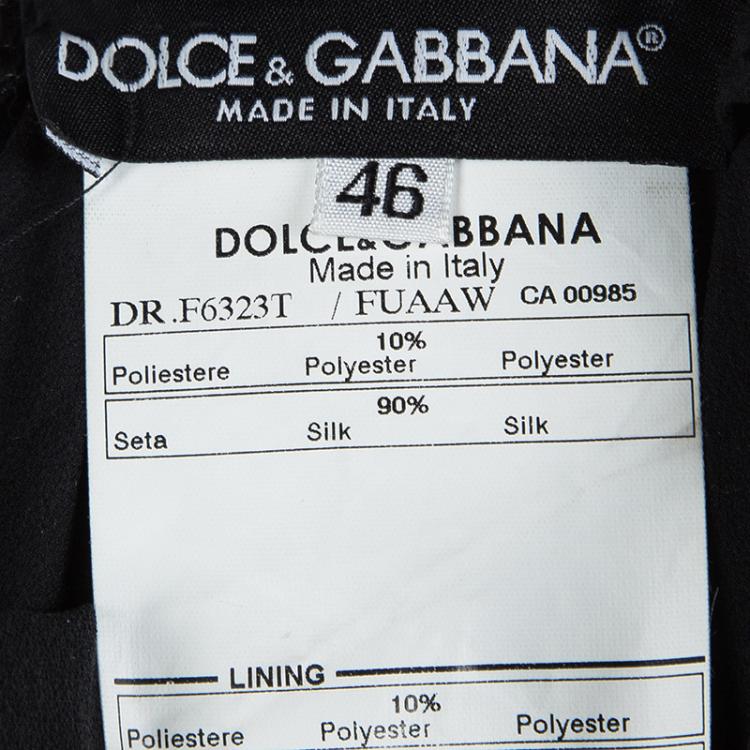 DOLCE & GABBANA®
MADE IN ITALY
46
DOLCE&GABBANA
Made in Italy
DR.F6323T / FUAAW CA 00985
10%
Poliestere Polyester Polyester
90%
Seta Silk Silk
LINING
10%
Poliestere Polyester Polyester